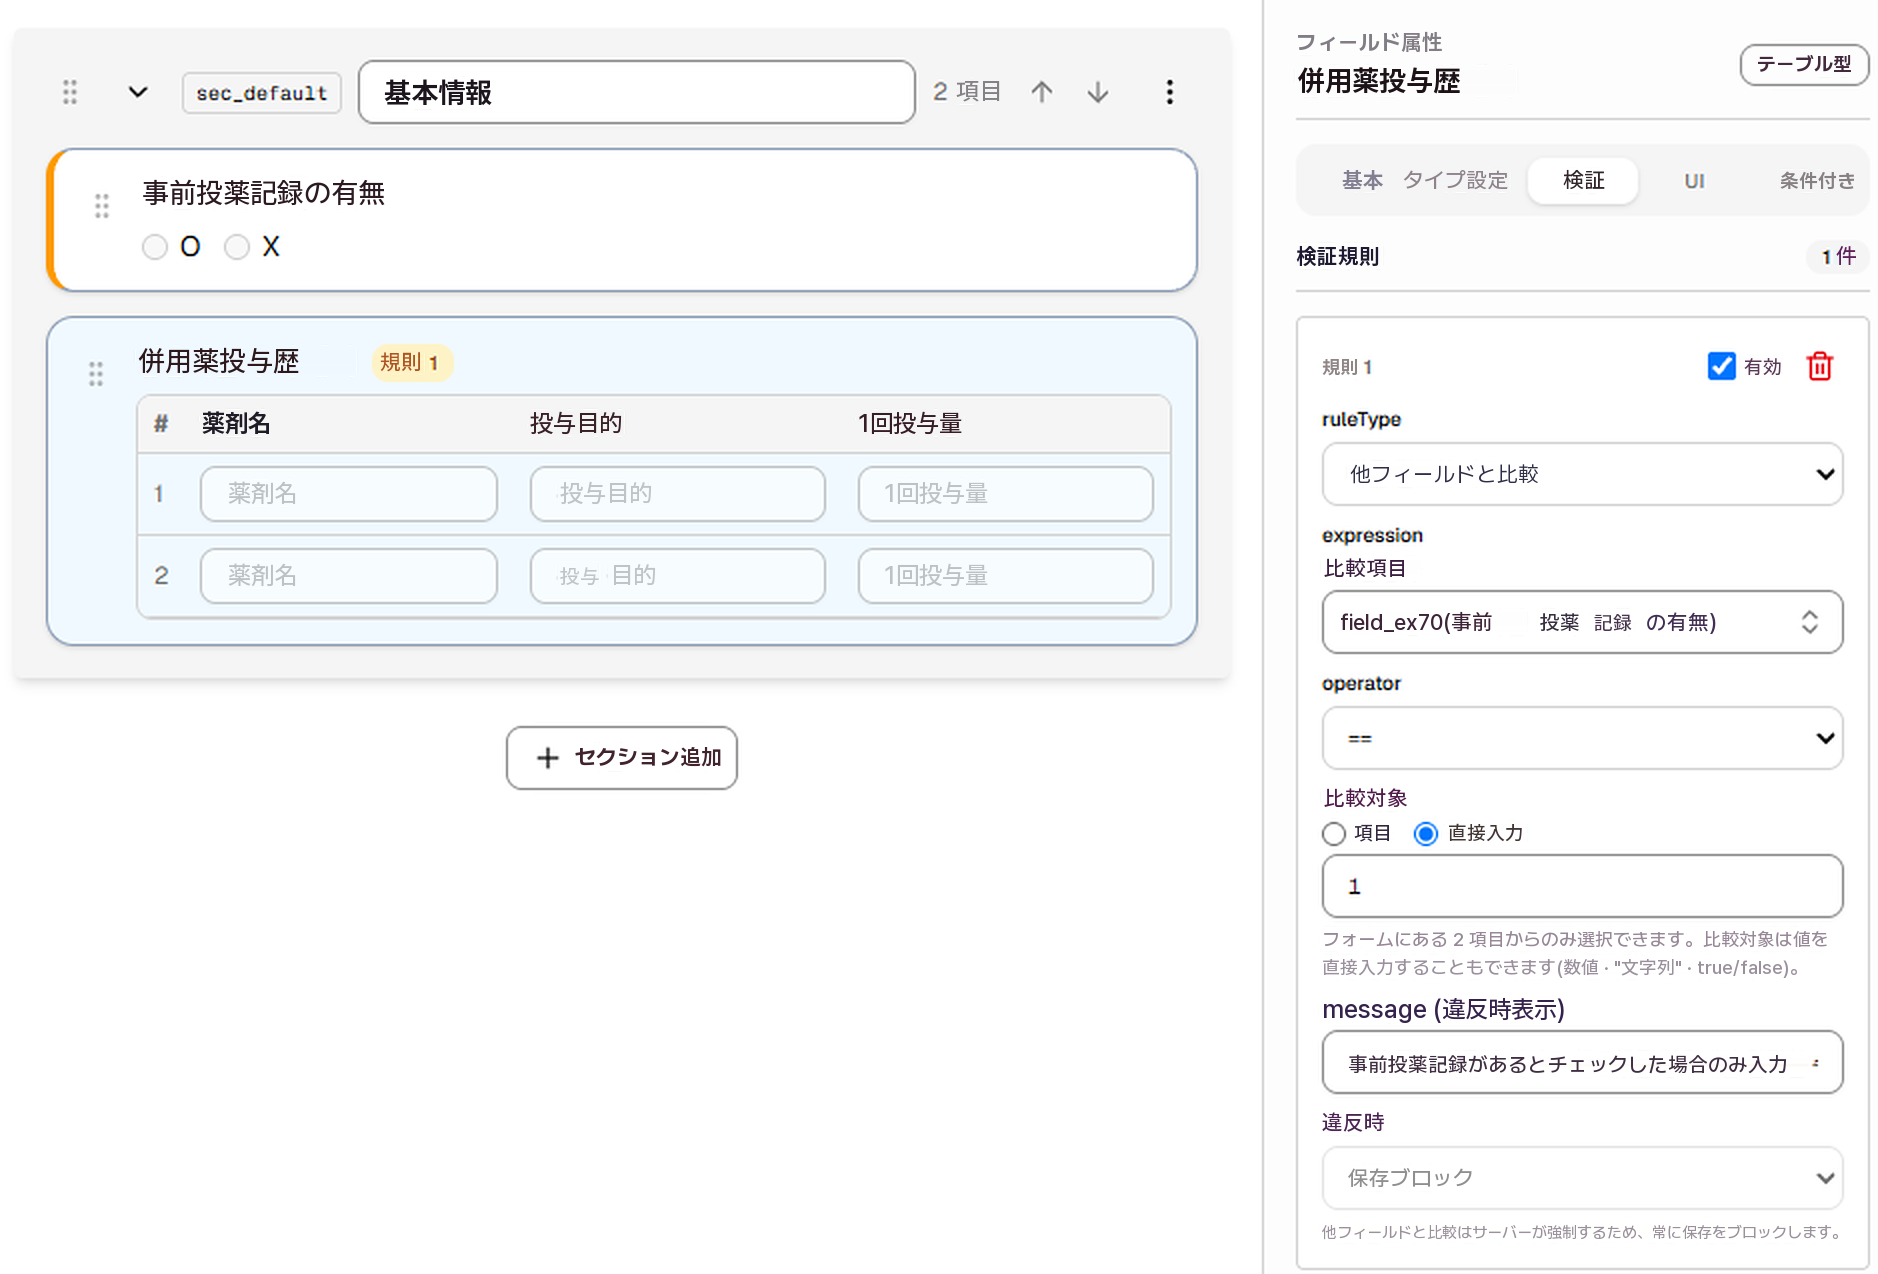 sec_default 基本情報 2 項目
事前投薬記録の有無
O X
併用薬投与歴 規則 1
# 薬剤名 投与目的 1回投与量
1 薬剤名 投与目的 1回投与量
2 薬剤名 投与 目的 1回投与量
+ セクション追加
フィールド属性
併用薬投与歴 テーブル型
基本 タイプ設定 検証 UI 条件付き
検証規則 1 件
規則 1 有効
ruleType
他フィールドと比較
expression
比較項目
field_ex70(事前 投薬 記録 の有無)
operator
==
比較対象
項目 直接入力
1
フォームにある 2 項目からのみ選択できます。比較対象は値を
直接入力することもできます(数値 · "文字列" · true/false)。
message (違反時表示)
事前投薬記録があるとチェックした場合のみ入力
違反時
保存ブロック
他フィールドと比較はサーバーが強制するため、常に保存をブロックします。